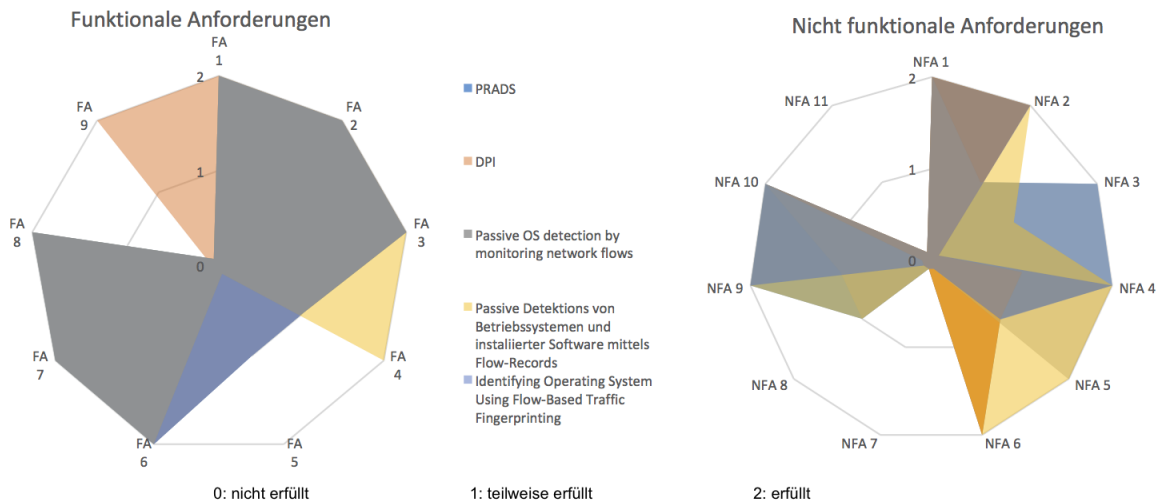 Funktionale Anforderungen
FA
1
2
FA
2
FA
3
FA
4
FA
5
FA
6
FA
7
FA
8
FA
9
1
0
PRADS
DPI
Passive OS detection by
monitoring network flows
Passive Detektions von
Betriebssystemen und
instaliierter Software mittels
Flow-Records
Identifying Operating System
Using Flow-Based Traffic
Fingerprinting
Nicht funktionale Anforderungen
NFA 1
2
NFA 2
NFA 3
NFA 4
NFA 5
NFA 6
NFA 7
NFA 8
NFA 9
NFA 10
NFA 11
1
0
0: nicht erfüllt
1: teilweise erfüllt
2: erfüllt